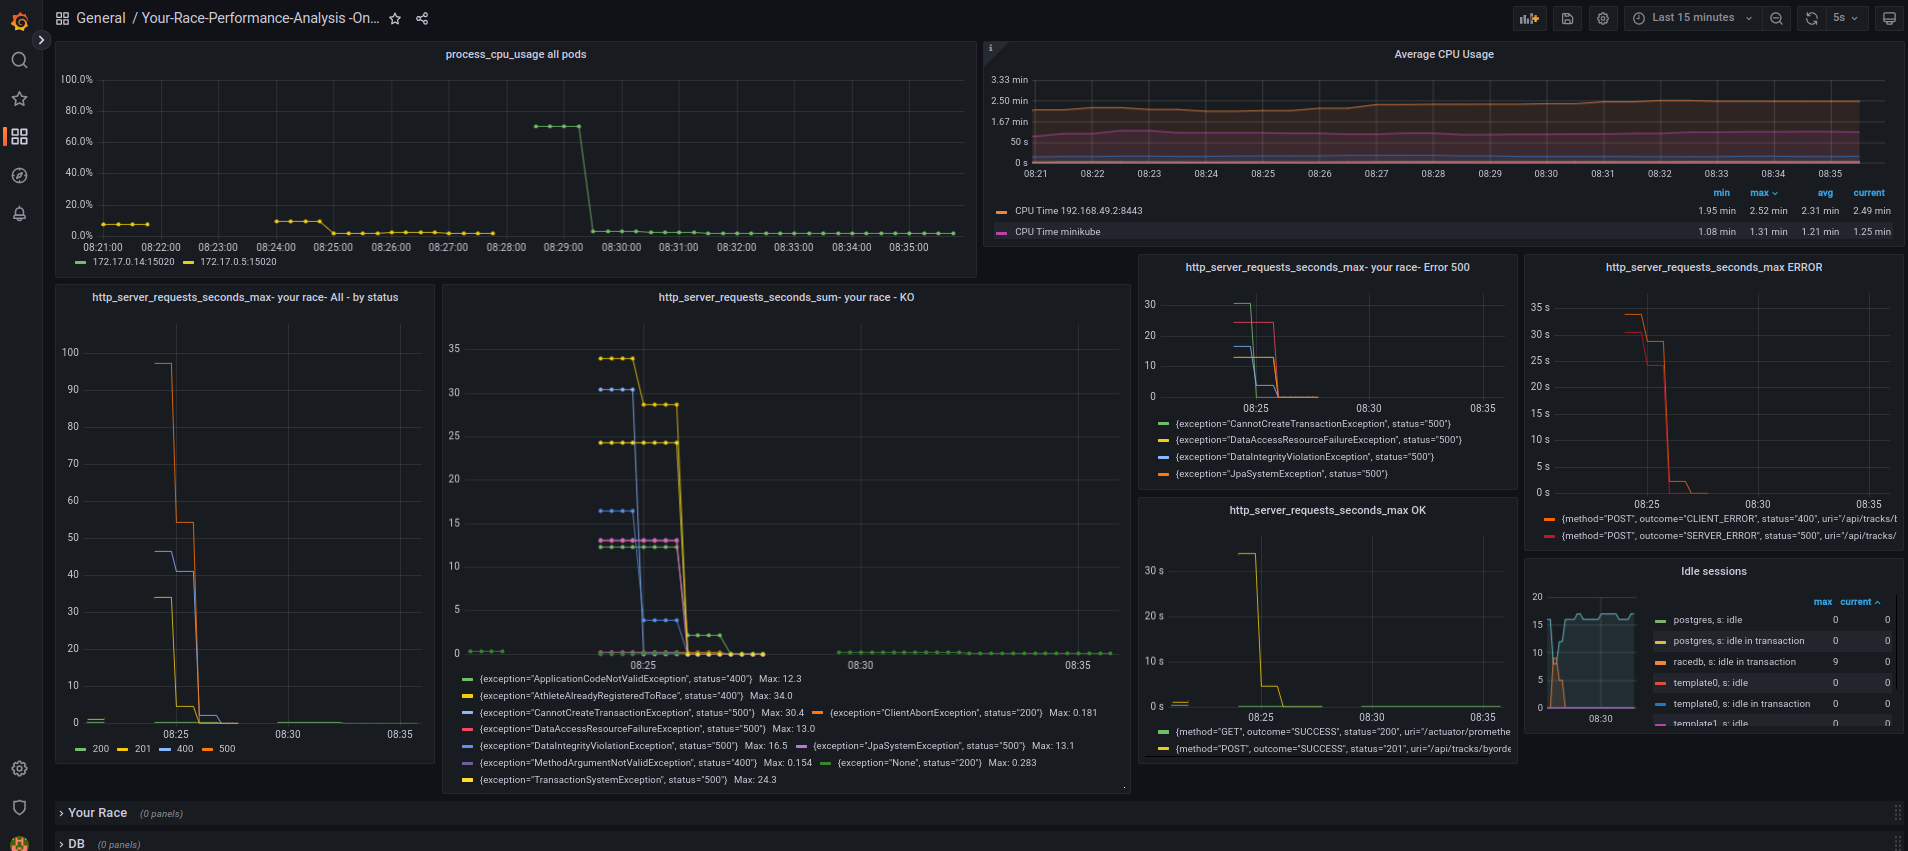 General / Your-Race-Performance-Analysis -On...
Last 15 minutes
5s
process_cpu_usage all pods
100.0%
80.0%
60.0%
40.0%
20.0%
0.0%
08:21:00 08:22:00 08:23:00 08:24:00 08:25:00 08:26:00 08:27:00 08:28:00 08:29:00 08:30:00 08:31:00 08:32:00 08:33:00 08:34:00 08:35:00
172.17.0.14:15020 172.17.0.5:15020
i
Average CPU Usage
3.33 min
2.50 min
1.67 min
50 s
0 s
08:21 08:22 08:23 08:24 08:25 08:26 08:27 08:28 08:29 08:30 08:31 08:32 08:33 08:34 08:35
min max avg current
CPU Time 192.168.49.2:8443 1.95 min 2.52 min 2.31 min 2.49 min
CPU Time minikube 1.08 min 1.31 min 1.21 min 1.25 min
http_server_requests_seconds_max- your race- All - by status
100
90
80
70
60
50
40
30
20
10
0
08:25 08:30 08:35
200 201 400 500
http_server_requests_seconds_sum- your race - KO
35
30
25
20
15
10
5
0
08:25 08:30 08:35
{exception="ApplicationCodeNotValidException", status="400"} Max: 12.3
{exception="AthleteAlreadyRegisteredToRace", status="400"} Max: 34.0
{exception="CannotCreateTransactionException", status="500"} Max: 30.4 {exception="ClientAbortException", status="200"} Max: 0.181
{exception="DataAccessResourceFailureException", status="500"} Max: 13.0
{exception="DataIntegrityViolationException", status="500"} Max: 16.5 {exception="JpaSystemException", status="500"} Max: 13.1
{exception="MethodArgumentNotValidException", status="400"} Max: 0.154 {exception="None", status="200"} Max: 0.283
{exception="TransactionSystemException", status="500"} Max: 24.3
http_server_requests_seconds_max- your race- Error 500
30
20
10
0
08:25 08:30 08:35
{exception="CannotCreateTransactionException", status="500"}
{exception="DataAccessResourceFailureException", status="500"}
{exception="DataIntegrityViolationException", status="500"}
{exception="JpaSystemException", status="500"}
http_server_requests_seconds_max OK
30 s
20 s
10 s
0 s
08:25 08:30 08:35
{method="GET", outcome="SUCCESS", status="200", uri="/actuator/promethe
{method="POST", outcome="SUCCESS", status="201", uri="/api/tracks/byorde
http_server_requests_seconds_max ERROR
35 s
30 s
25 s
20 s
15 s
10 s
5 s
0 s
08:25 08:30 08:35
{method="POST", outcome="CLIENT_ERROR", status="400", uri="/api/tracks/b
{method="POST", outcome="SERVER_ERROR", status="500", uri="/api/tracks/
Idle sessions
20
15
10
5
0
08:30
max current
postgres, s: idle 0 0
postgres, s: idle in transaction 0 0
racedb, s: idle in transaction 9 0
template0, s: idle 0 0
template0, s: idle in transaction 0 0
template1, s: idle 0 0
Your Race (0 panels)
DB (0 panels)